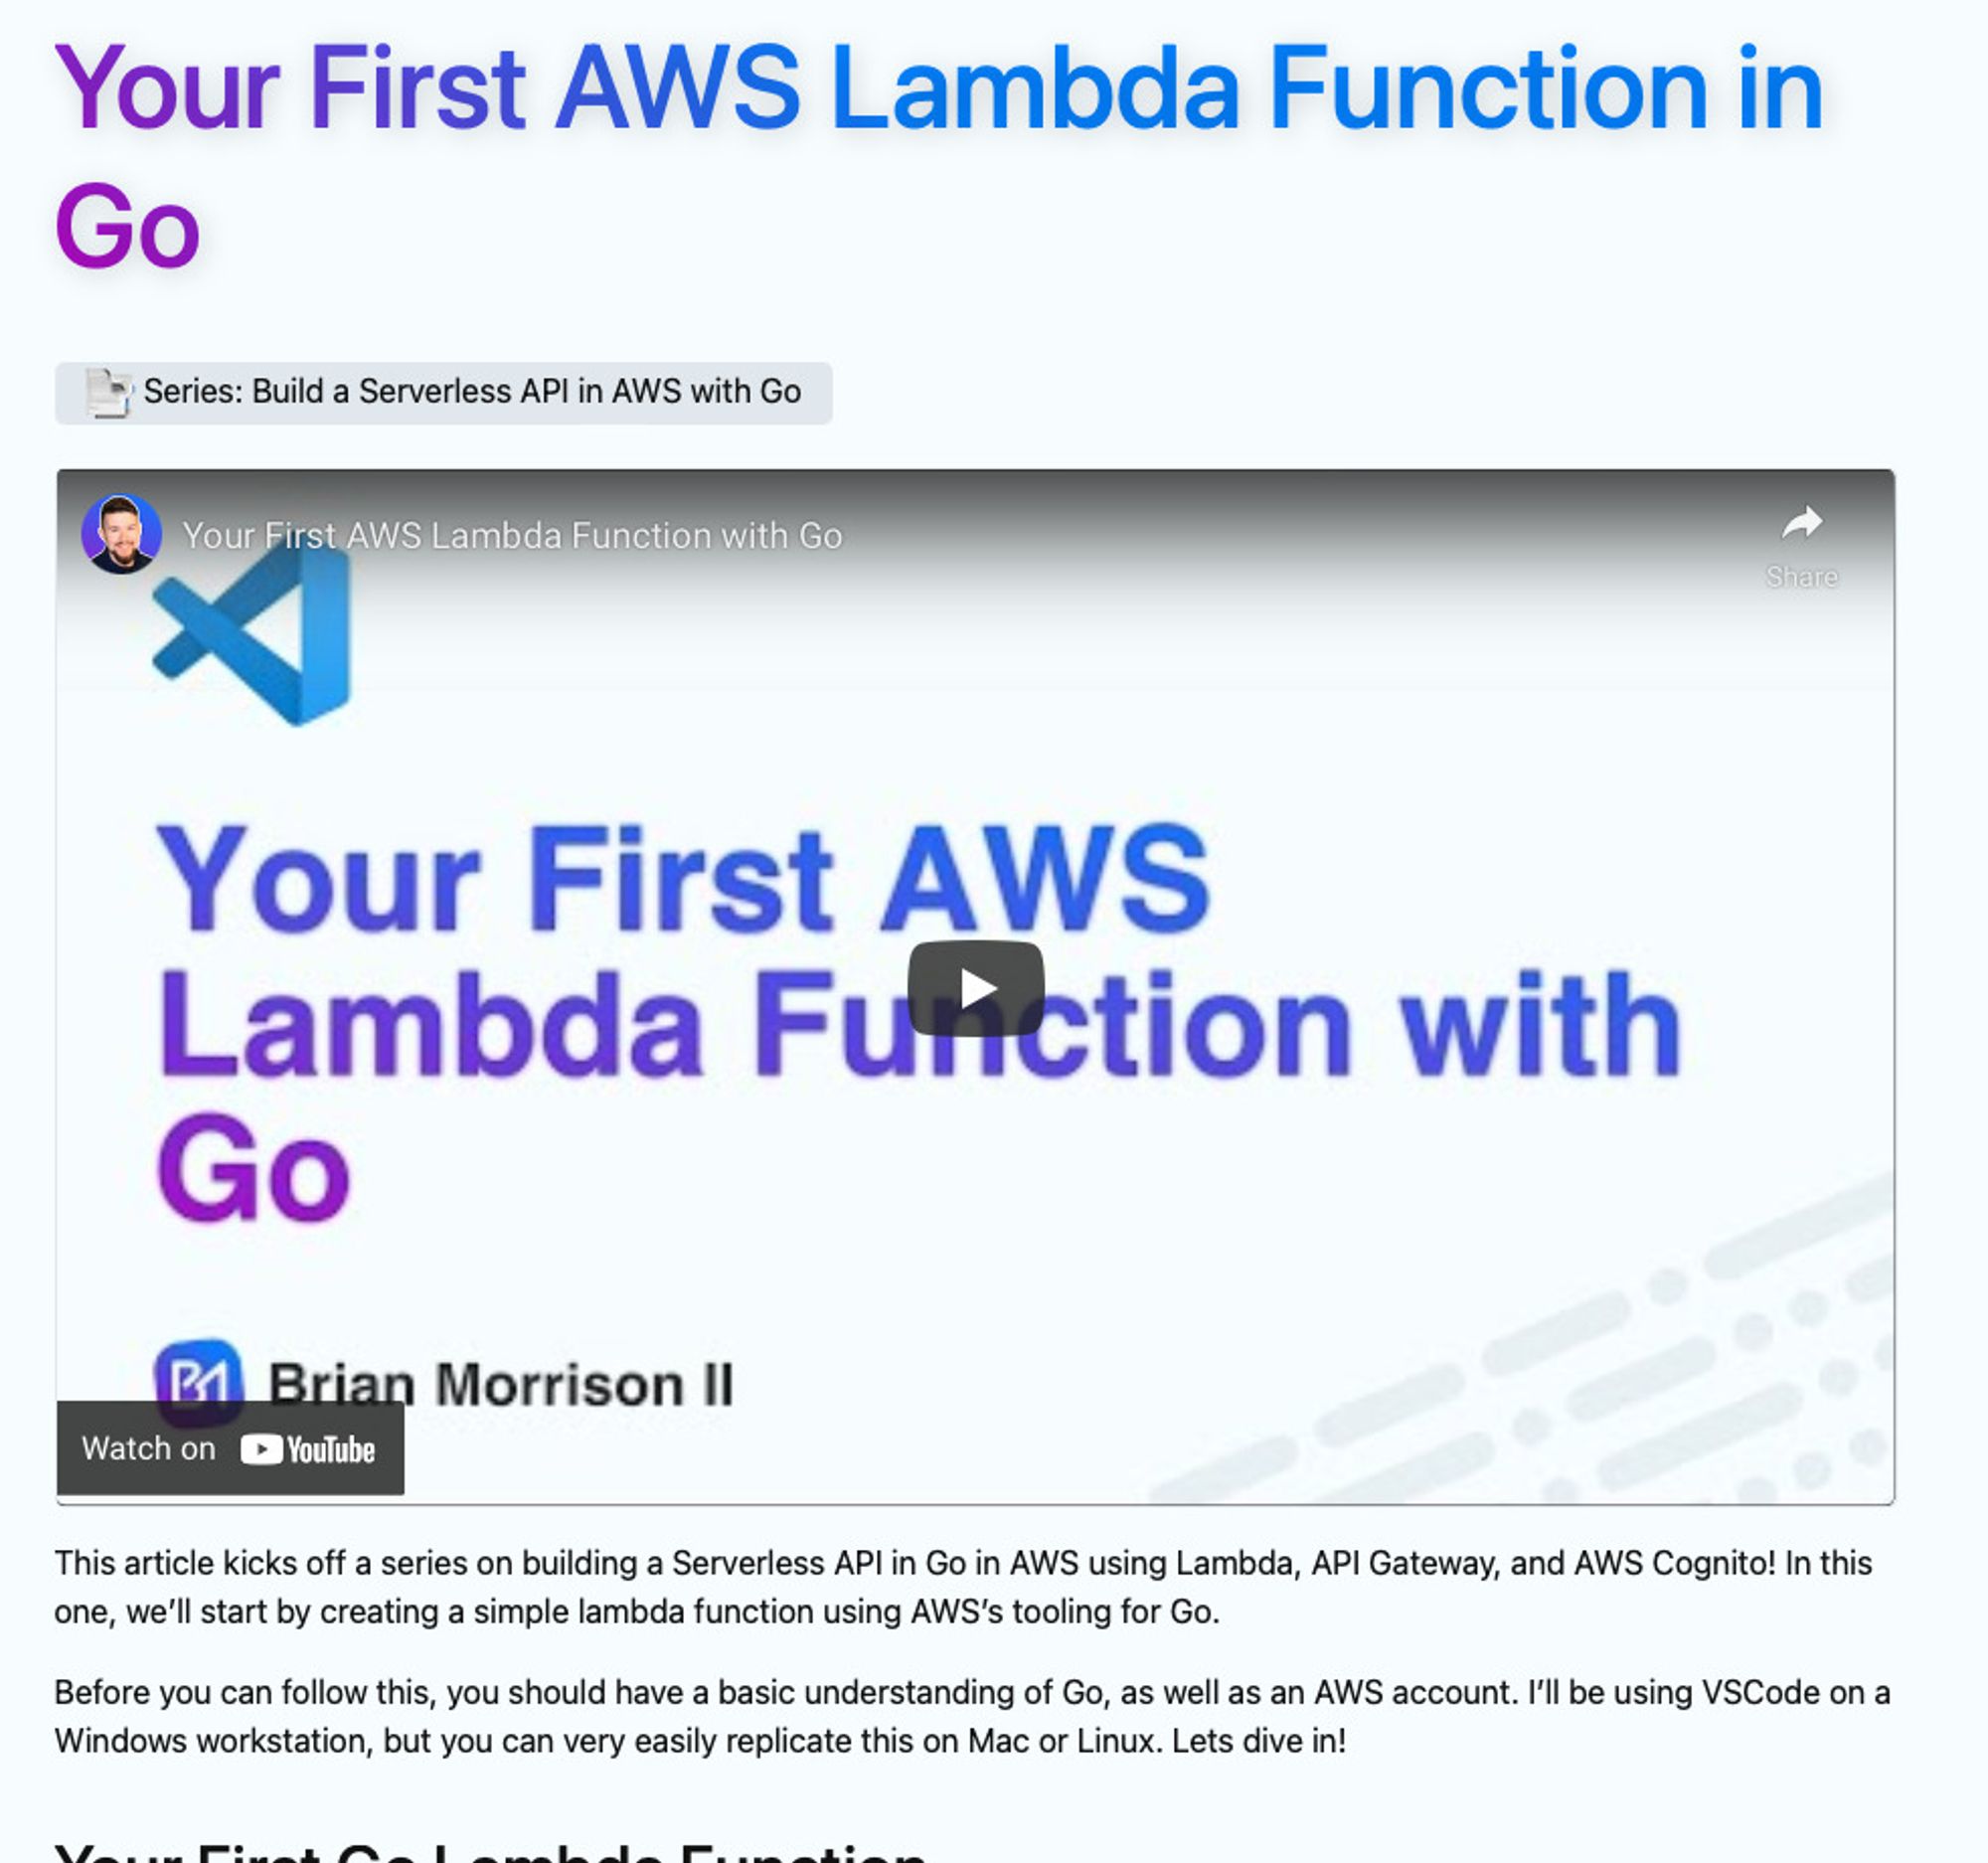 Your First AWS Lambda Function in
Go
Series: Build a Serverless API in AWS with Go
Your First AWS Lambda Function with Go
Share
Your First AWS
Lambda Function with
Go
Brian Morrison II
Watch on YouTube
This article kicks off a series on building a Serverless API in Go in AWS using Lambda, API Gateway, and AWS Cognito! In this
one, we’ll start by creating a simple lambda function using AWS’s tooling for Go.
Before you can follow this, you should have a basic understanding of Go, as well as an AWS account. I’ll be using VSCode on a
Windows workstation, but you can very easily replicate this on Mac or Linux. Lets dive in!
Your First Go Lambda Function